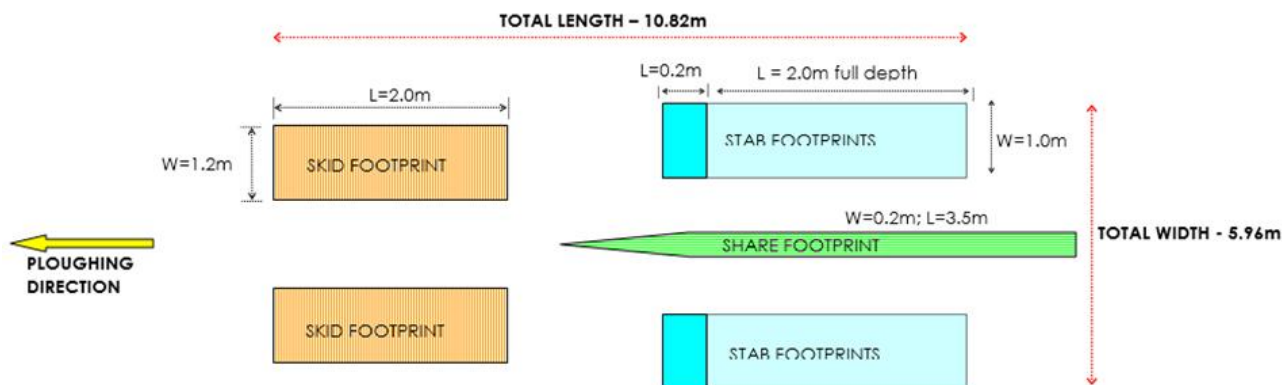 TOTAL LENGTH – 10.82m
L=0.2m
L = 2.0m full depth
L=2.0m
W=1.2m
SKID FOOTPRINT
STAB FOOTPRINTS
W=1.0m
W=0.2m; L=3.5m
SHARE FOOTPRINT
TOTAL WIDTH - 5.96m
PLOUGHING
DIRECTION
SKID FOOTPRINT
STAB FOOTPRINTS